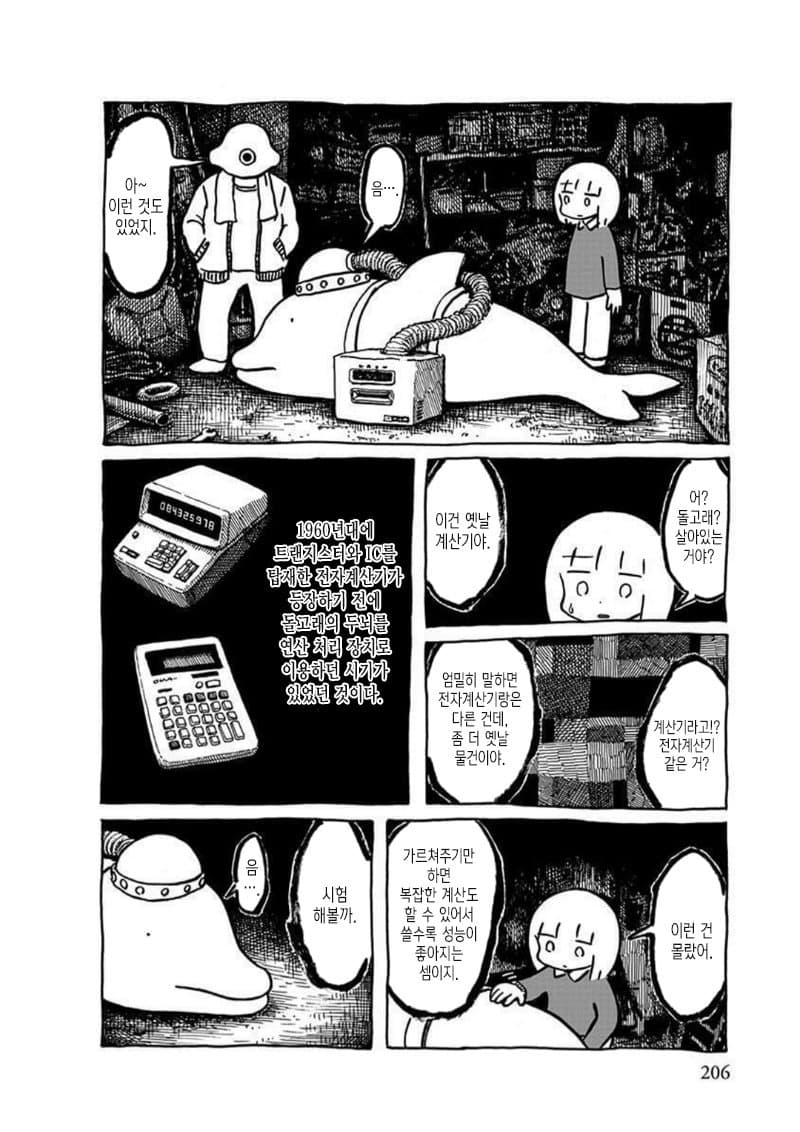 음….
아~
이런 것도
있었지.
어?
돌고래?
살아있는
거야?
이건 옛날
계산기야.
계산기라고!?
전자계산기
같은 거?
엄밀히 말하면
전자계산기랑은
다른 건데,
좀 더 옛날
물건이야.
084325978
1960년대에
트랜지스터와 IC를
탑재한 전자계산기가
등장하기 전에
돌고래의 두뇌를
연산 처리 장치로
이용하던 시기가
있었던 것이다.
이런 건
몰랐어.
가르쳐주기만
하면
복잡한 계산도
할 수 있어서
쓸수록 성능이
좋아지는
셈이지.
시험
해볼까.
음
….
206